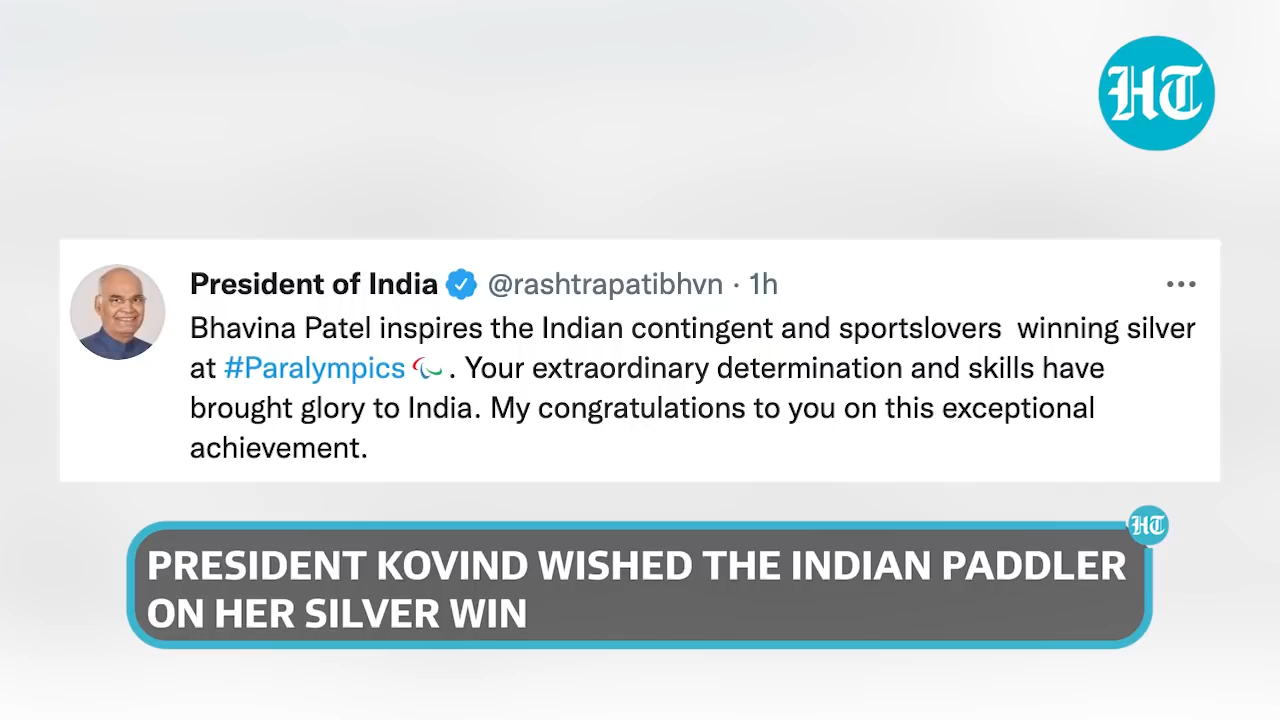 HT
President of India @rashtrapatibhvn · 1h
Bhavina Patel inspires the Indian contingent and sportslovers winning silver
at #Paralympics . Your extraordinary determination and skills have
brought glory to India. My congratulations to you on this exceptional
achievement.
HT
PRESIDENT KOVIND WISHED THE INDIAN PADDLER
ON HER SILVER WIN